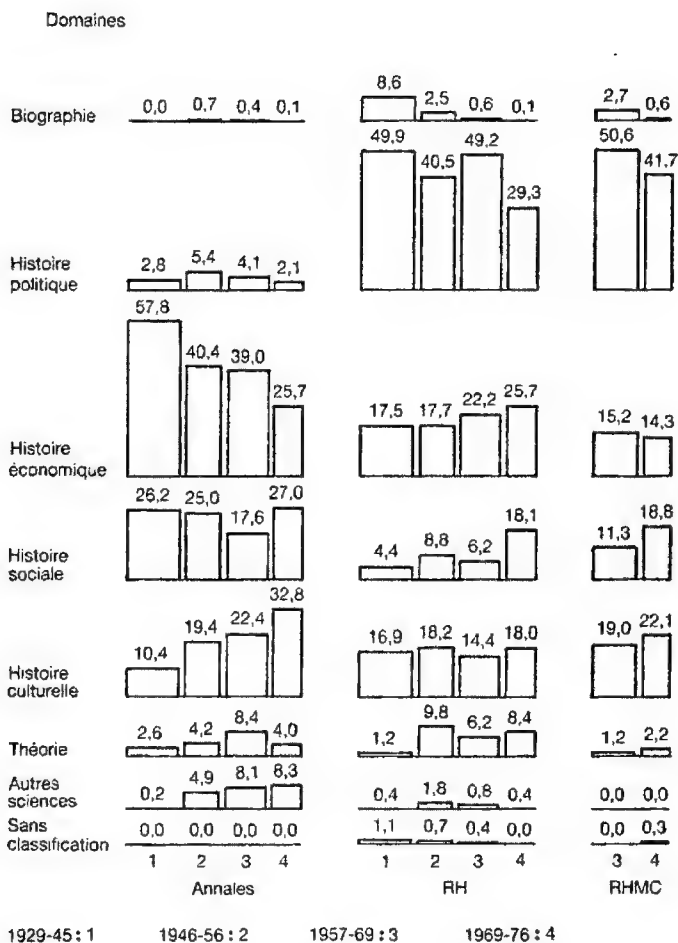 Domaines
8,6 2,5 0,6 0,1
2,7 0,6
Biographie 0,0 0,7 0,4 0,1
49,9 40,5 49,2 29,3
50,6 41,7
Histoire
politique
2,8 5,4 4,1 2,1
57,8 40,4 39,0 25,7
17,5 17,7 22,2 25,7
15,2 14,3
Histoire
économique
26,2 25,0 17,6 27,0
4,4 8,8 6,2 18,1
11,3 18,8
Histoire
sociale
10,4 19,4 22,4 32,8
16,9 18,2 14,4 18,0
19,0 22,1
Histoire
culturelle
Théorie 2,6 4,2 8,4 4,0
1,2 9,8 6,2 8,4
1,2 2,2
Autres
sciences
0,2 4,9 8,1 8,3
0,4 1,8 0,8 0,4
0,0 0,0
Sans
classification
0,0 0,0 0,0 0,0
1,1 0,7 0,4 0,0
0,0 0,3
1 2 3 4 1 2 3 4 3 4
Annales RH RHMC
1929-45 : 1 1946-56 : 2 1957-69 : 3 1969-76 : 4